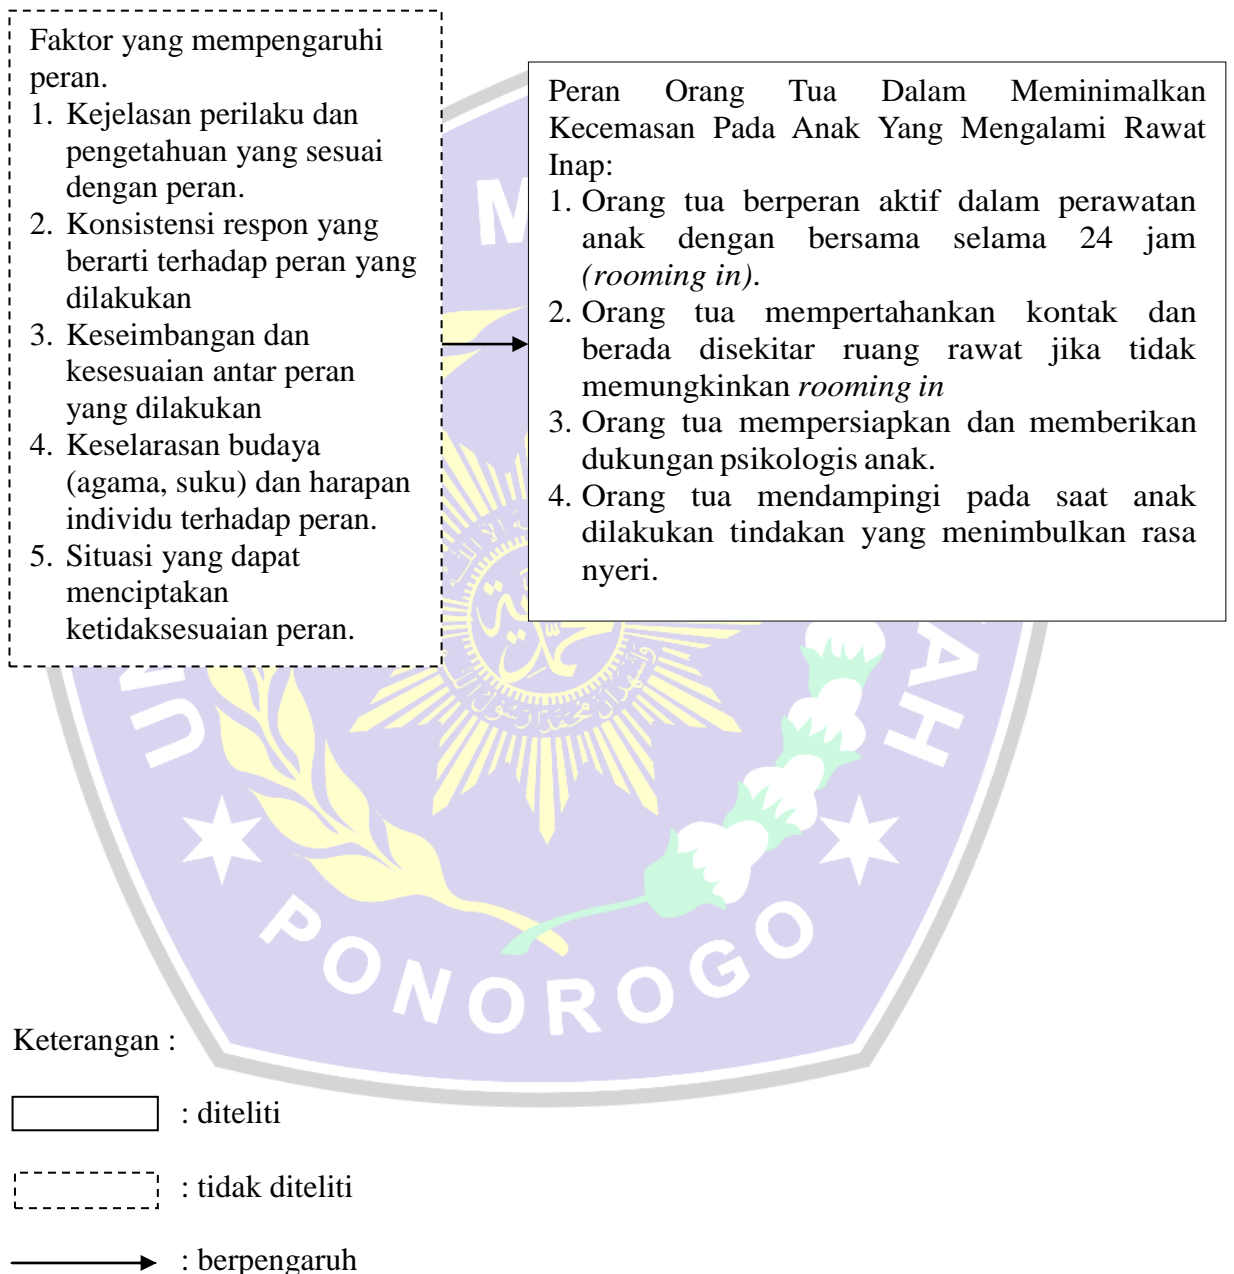 Faktor yang mempengaruhi
peran.
1. Kejelasan perilaku dan
pengetahuan yang sesuai
dengan peran.
2. Konsistensi respon yang
berarti terhadap peran yang
dilakukan
3. Keseimbangan dan
kesesuaian antar peran
yang dilakukan
4. Keselarasan budaya
(agama, suku) dan harapan
individu terhadap peran.
5. Situasi yang dapat
menciptakan
ketidaksesuaian peran.
Peran Orang Tua Dalam Meminimalkan
Kecemasan Pada Anak Yang Mengalami Rawat
Inap:
1. Orang tua berperan aktif dalam perawatan
anak dengan bersama selama 24 jam
(rooming in).
2. Orang tua mempertahankan kontak dan
berada disekitar ruang rawat jika tidak
memungkinkan rooming in
3. Orang tua mempersiapkan dan memberikan
dukungan psikologis anak.
4. Orang tua mendampingi pada saat anak
dilakukan tindakan yang menimbulkan rasa
nyeri.
PONOROGO
Keterangan :
: diteliti
: tidak diteliti
: berpengaruh